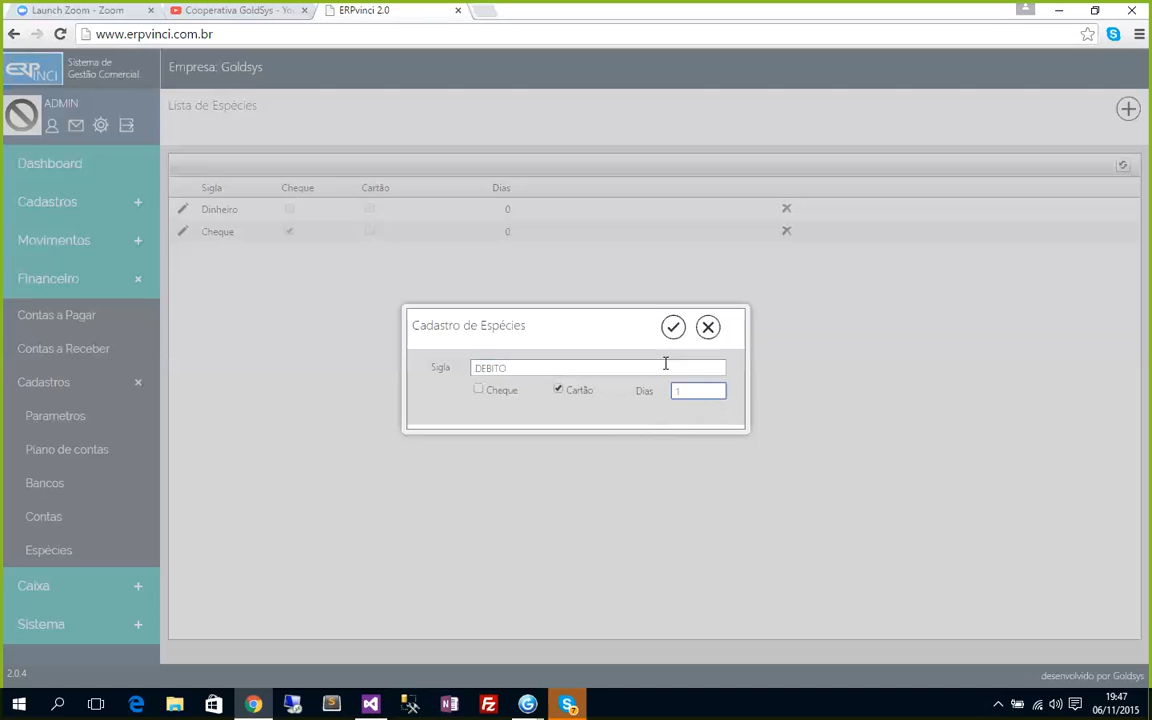 Launch Zoom - Zoom
Cooperativa GoldSys - Yo
ERPvinci 2.0
www.erpvinci.com.br
ERP
VINCI
Sistema de
Gestão Comercial
Empresa: Goldsys
ADMIN
Lista de Espécies
Dashboard
Cadastros +
Movimentos +
Financeiro ×
Contas a Pagar
Contas a Receber
Cadastros ×
Parametros
Plano de contas
Bancos
Contas
Espécies
Caixa +
Sistema +
Sigla Cheque Cartão Dias
Dinheiro 0
Cheque 0
Cadastro de Espécies
Sigla DEBITO
Cheque Cartão Dias 1
2.0.4
desenvolvido por Goldsys
19:47
06/11/2015